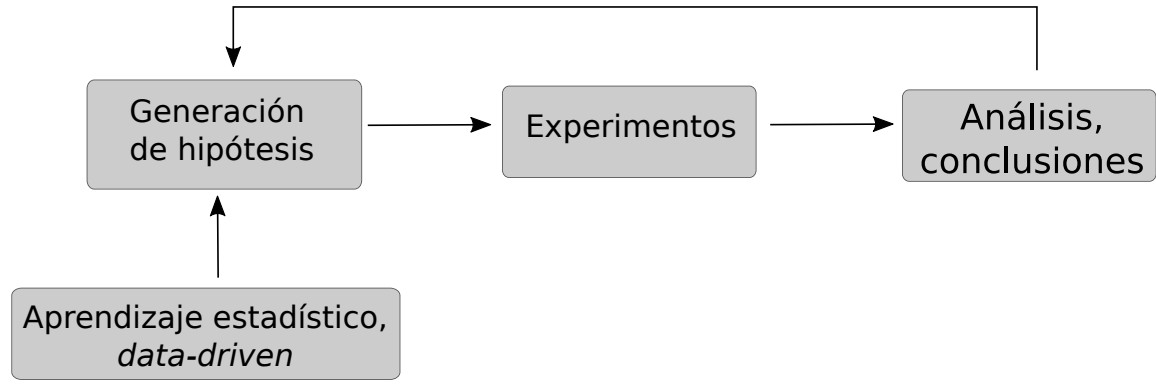 Generación
de hipótesis
Experimentos
Análisis,
conclusiones
Aprendizaje estadístico,
data-driven